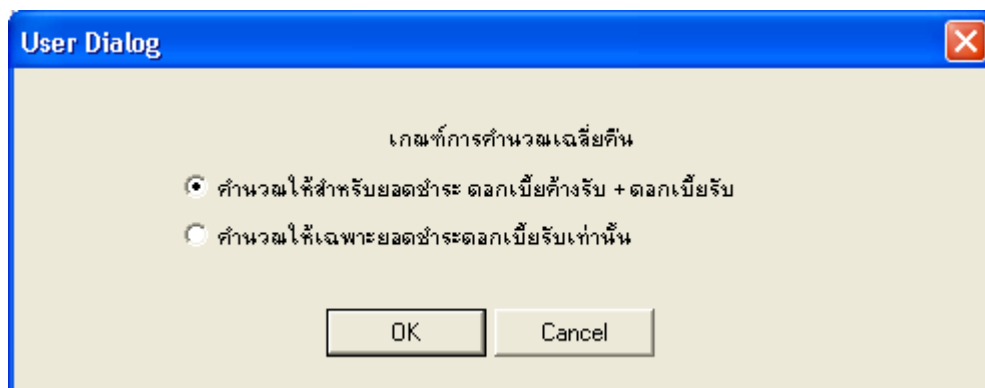 User Dialog
เกณฑ์การคำนวณเฉลี่ยคืน
คำนวณให้สำหรับยอดชำระ ดอกเบี้ยค้างรับ + ดอกเบี้ยรับ
คำนวณให้เฉพาะยอดชำระดอกเบี้ยรับเท่านั้น
OK Cancel